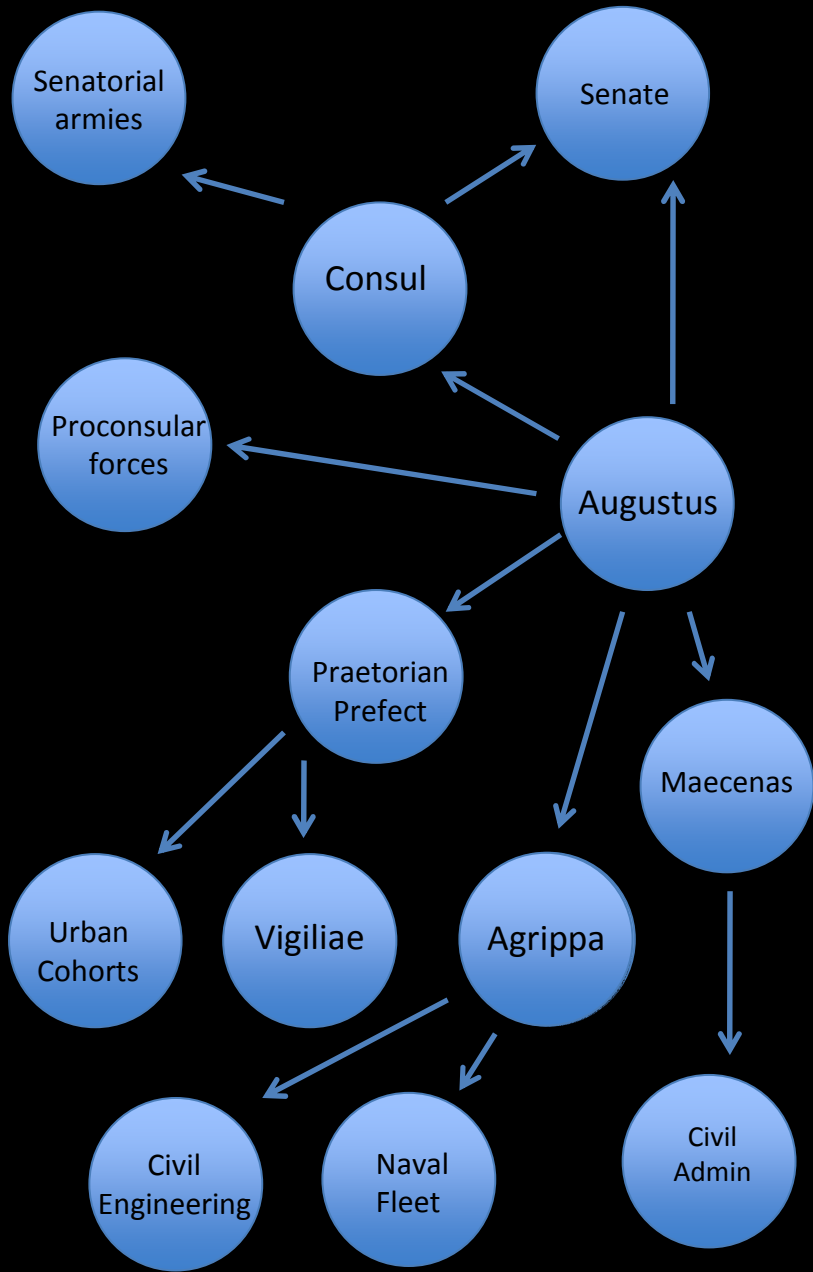 Senatorial
armies
Senate
Consul
Proconsular
forces
Augustus
Praetorian
Prefect
Maecenas
Urban
Cohorts
Vigiliae
Agrippa
Civil
Engineering
Naval
Fleet
Civil
Admin